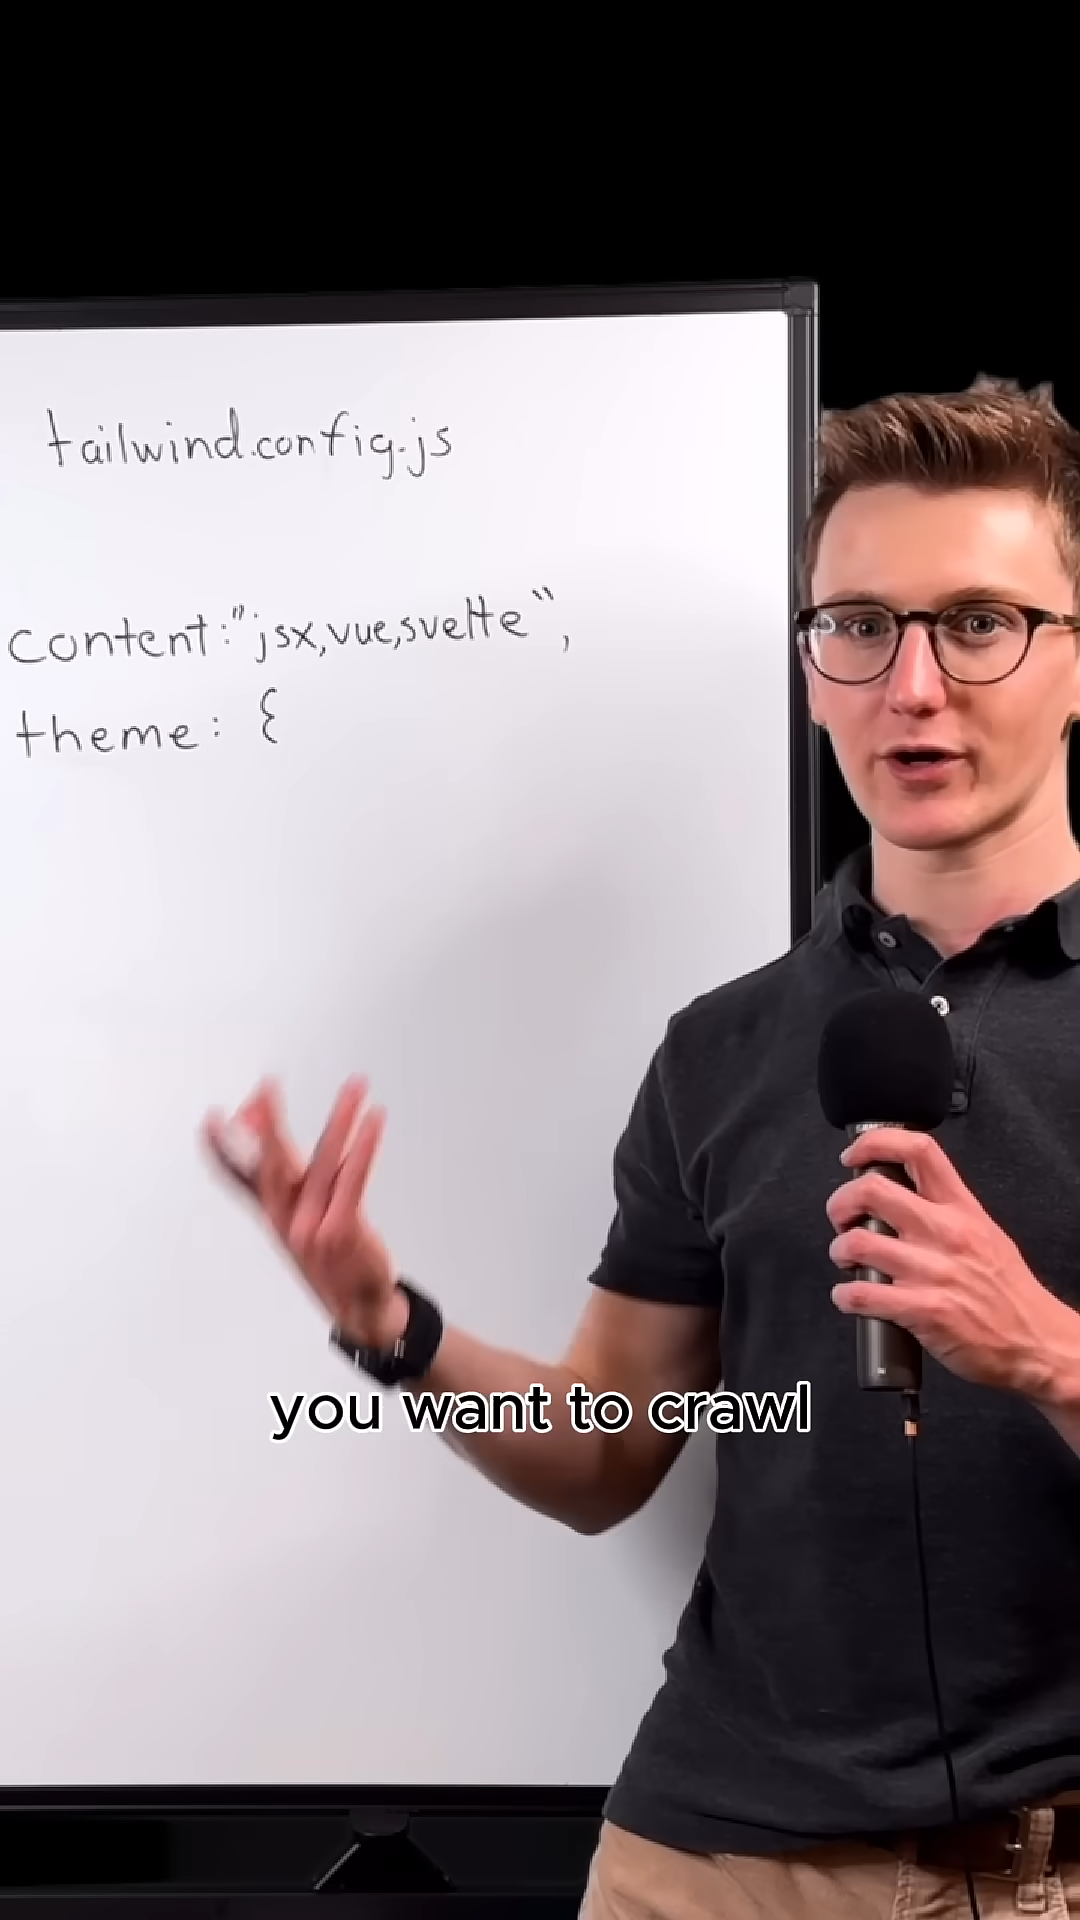 tailwind.config.js
content:"jsx,vue,svelte",
theme: {
you want to crawl